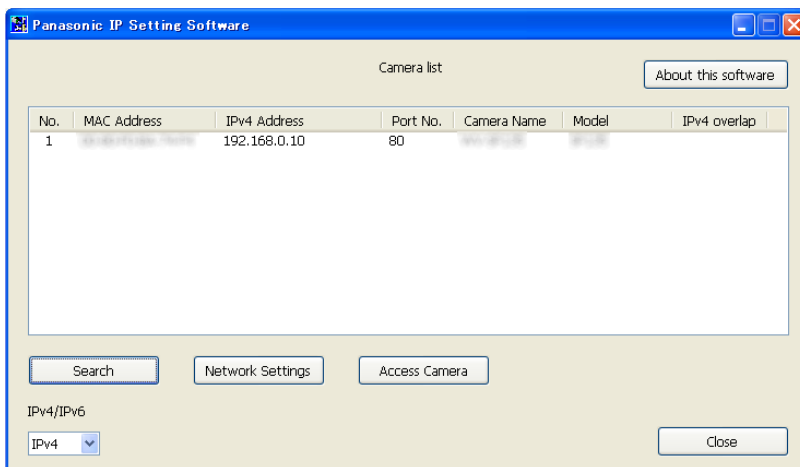 Panasonic IP Setting Software
Camera list
About this software
No. MAC Address IPv4 Address Port No. Camera Name Model IPv4 overlap
1 192.168.0.10 80
Search Network Settings Access Camera
IPv4/IPv6
IPv4
Close